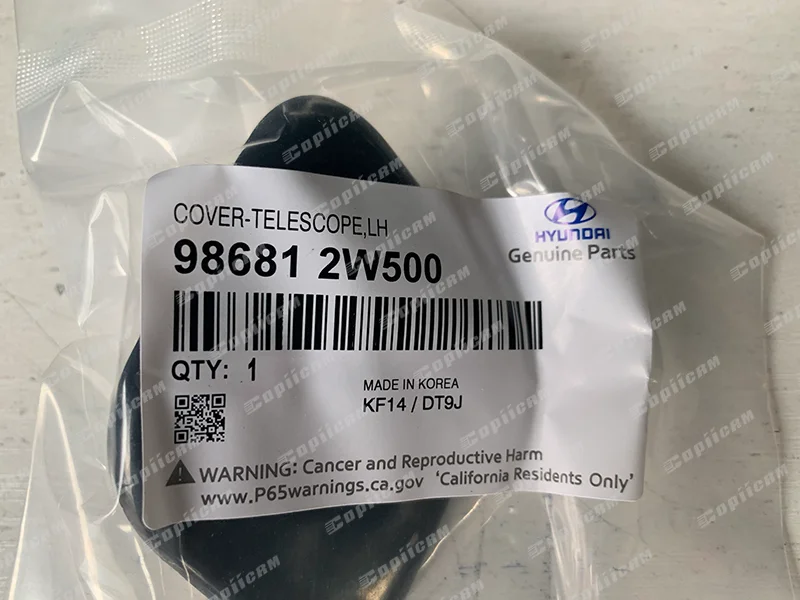 COVER-TELESCOPE,LH
98681 2W500
HYUNDAI
Genuine Parts
QTY: 1
MADE IN KOREA
KF14 / DT9J
WARNING: Cancer and Reproductive Harm
www.P65warnings.ca.gov 'California Residents Only'
Copiicam